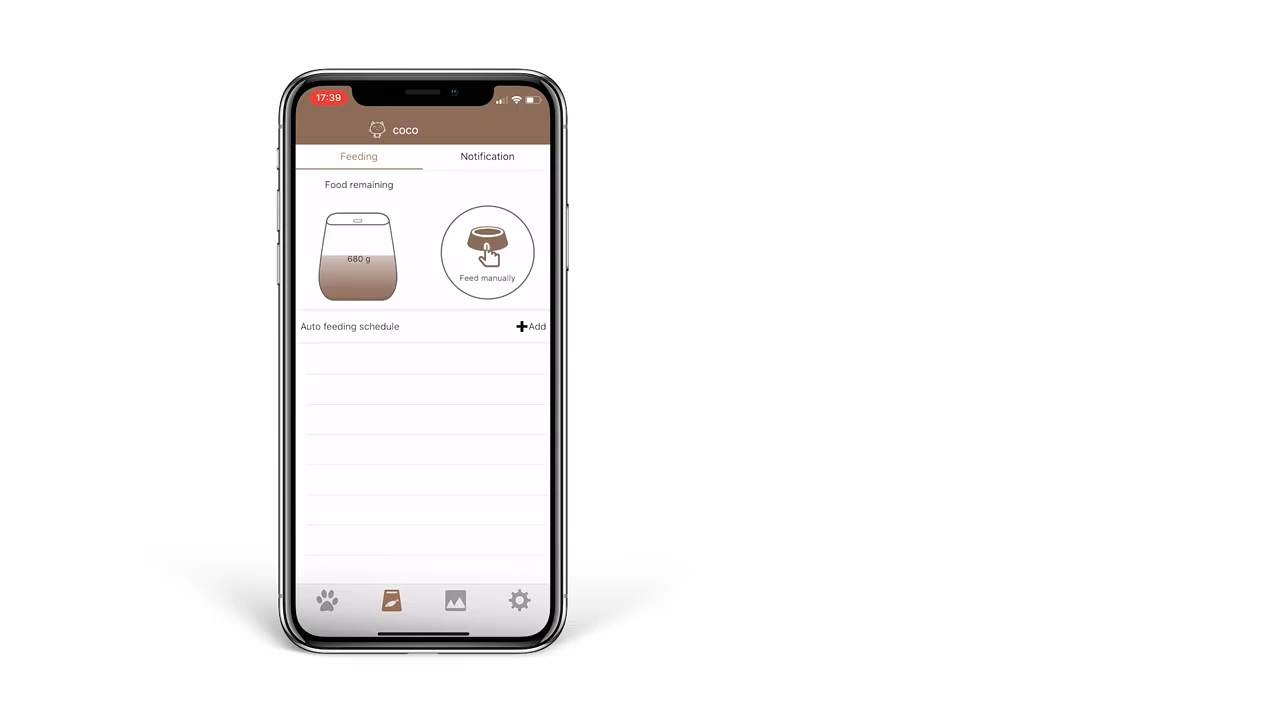 17:39
coco
Feeding
Notification
Food remaining
680 g
Feed manually
Auto feeding schedule
Add